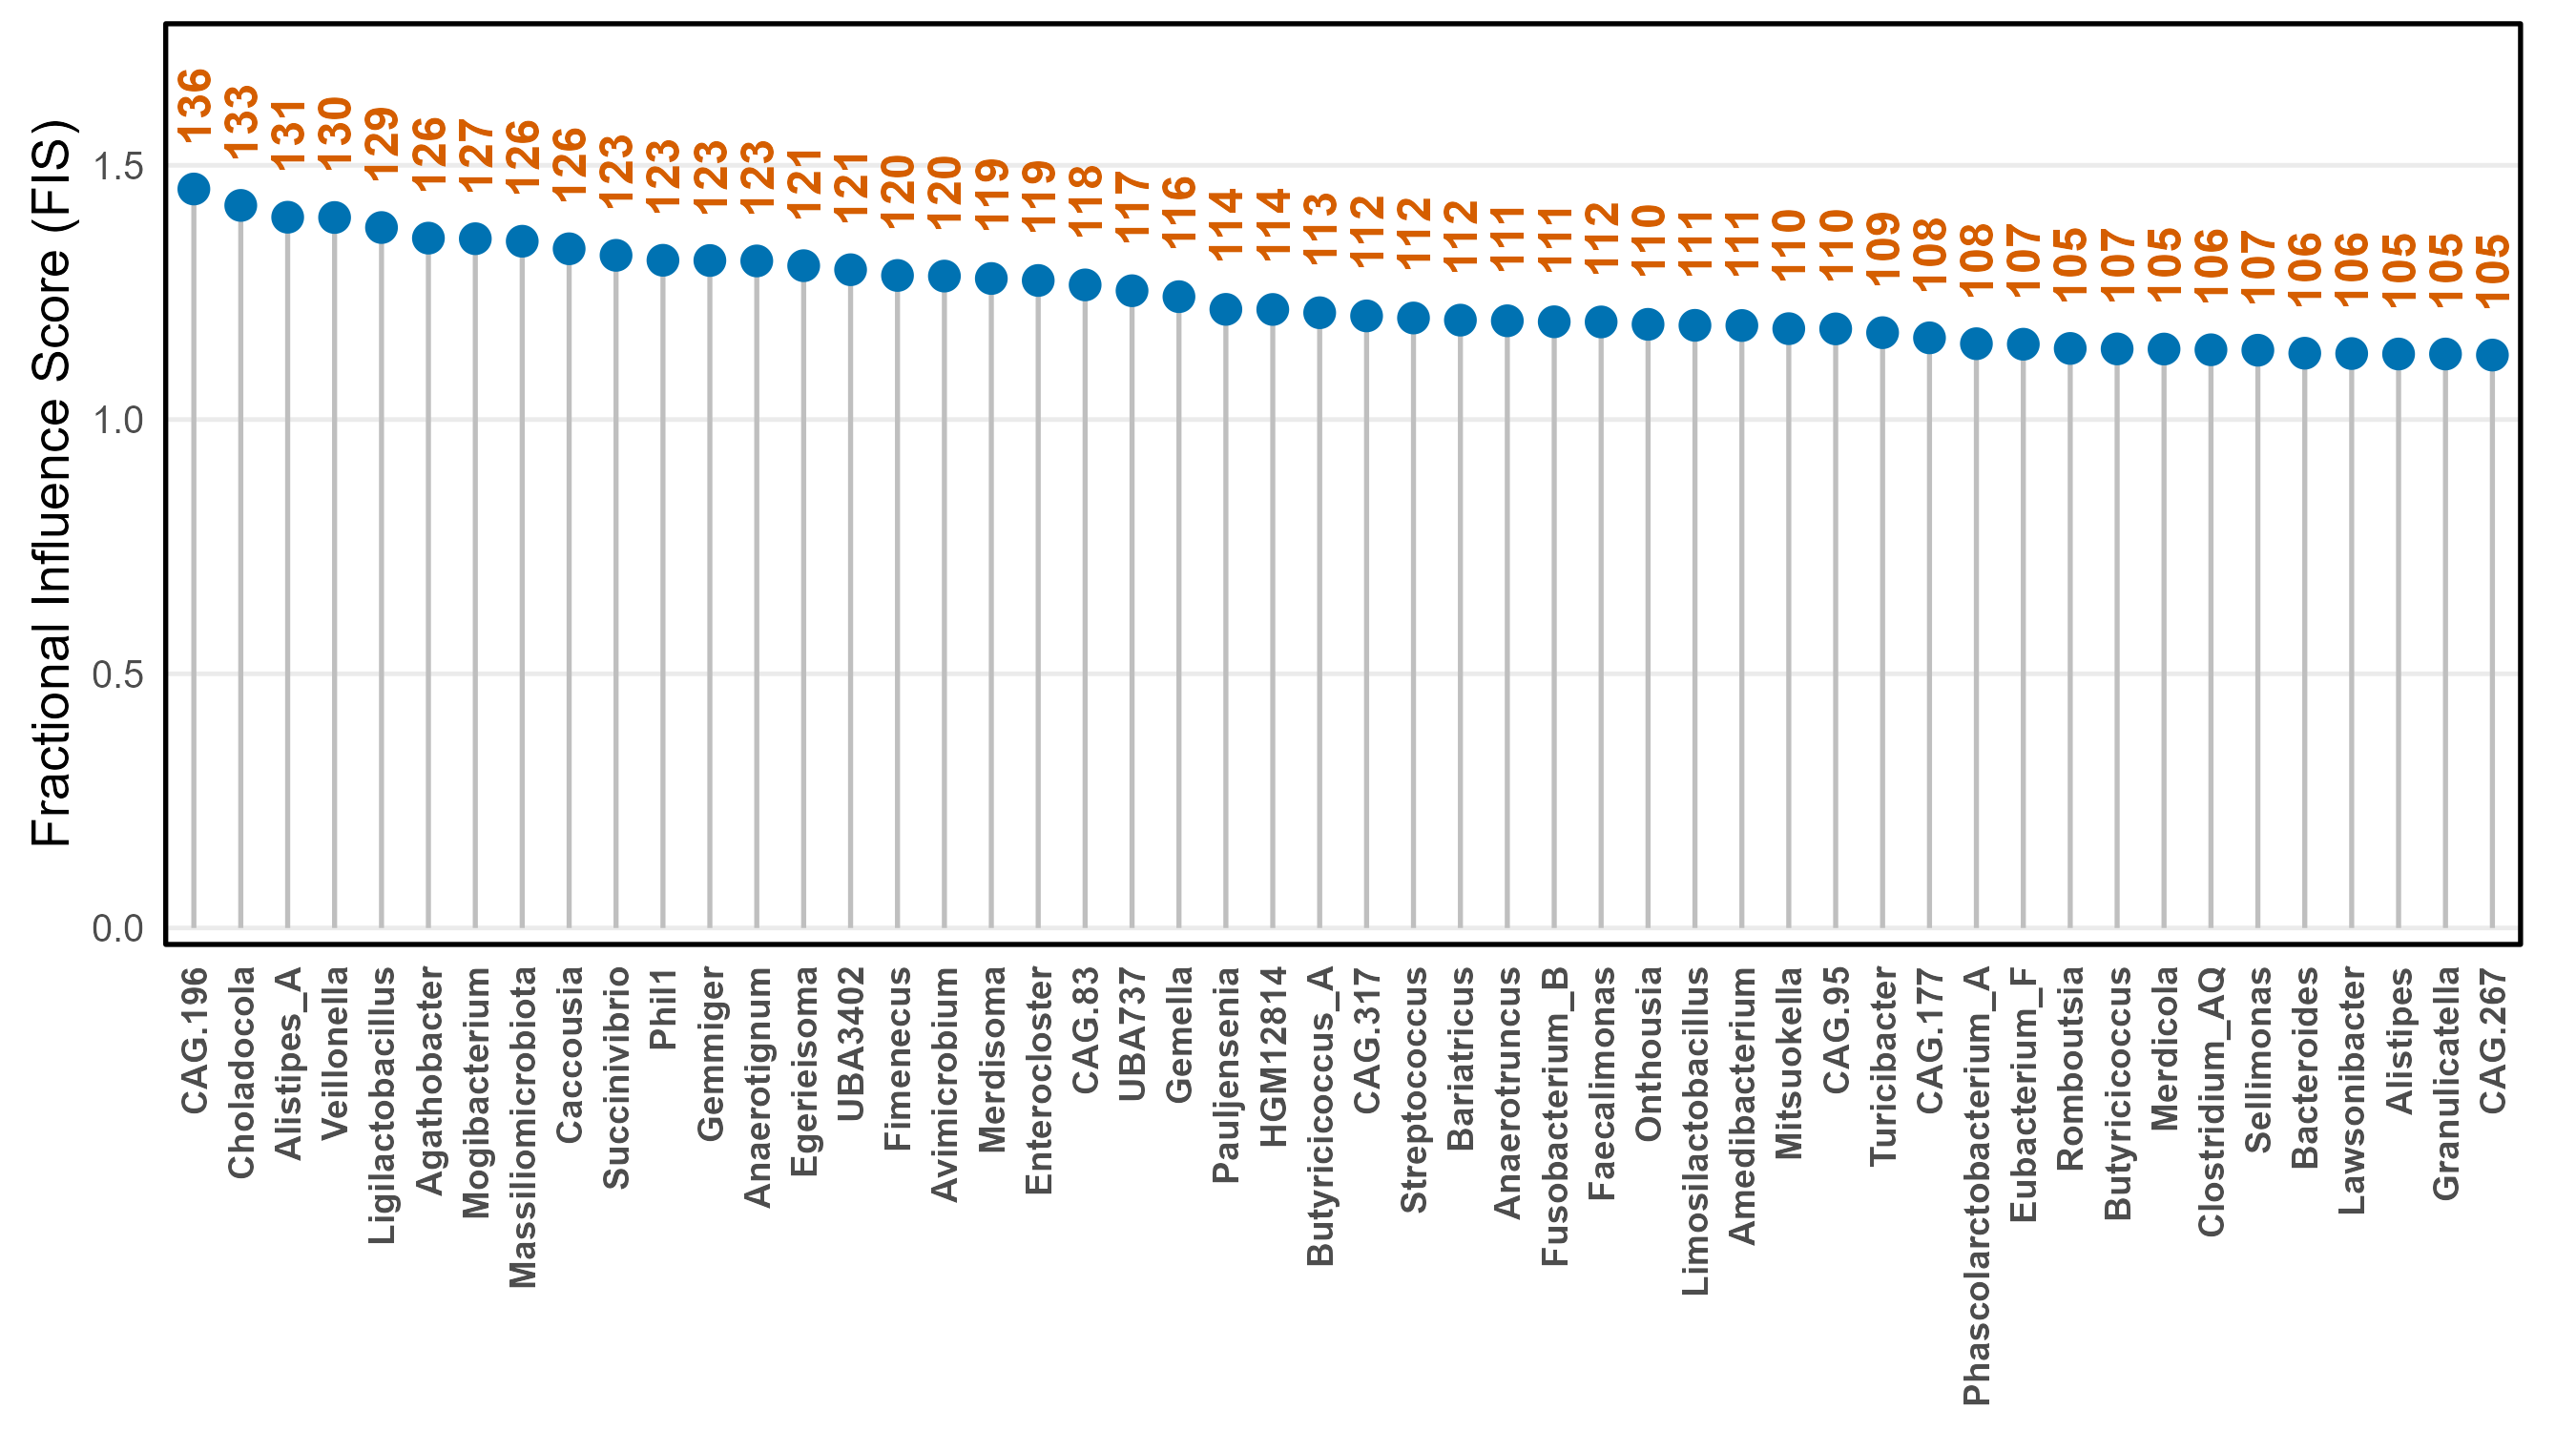 Fractional Influence Score (FIS)
1.5
1.0
0.5
0.0
136
133
131
130
129
126
127
126
126
123
123
123
123
121
121
120
120
119
119
118
117
116
114
114
113
112
112
112
111
111
112
110
111
111
110
110
109
108
108
107
105
107
105
106
107
106
106
105
105
105
CAG.196
Choladocola
Alistipes_A
Veillonella
Ligilactobacillus
Agathobacter
Mogibacterium
Massiliomicrobiota
Caccousia
Succinivibrio
Phil1
Gemmiger
Anaerotignum
Egerieisoma
UBA3402
Fimenecus
Avimicrobium
Merdisoma
Enterocloster
CAG.83
UBA737
Gemella
Pauljensenia
HGM12814
Butyricicoccus_A
CAG.317
Streptococcus
Bariatricus
Anaerotruncus
Fusobacterium_B
Faecalimonas
Onthousia
Limosilactobacillus
Amedibacterium
Mitsuokella
CAG.95
Turicibacter
CAG.177
Phascolarctobacterium_A
Eubacterium_F
Romboutsia
Butyricicoccus
Merdicola
Clostridium_AQ
Sellimonas
Bacteroides
Lawsonibacter
Alistipes
Granulicatella
CAG.267